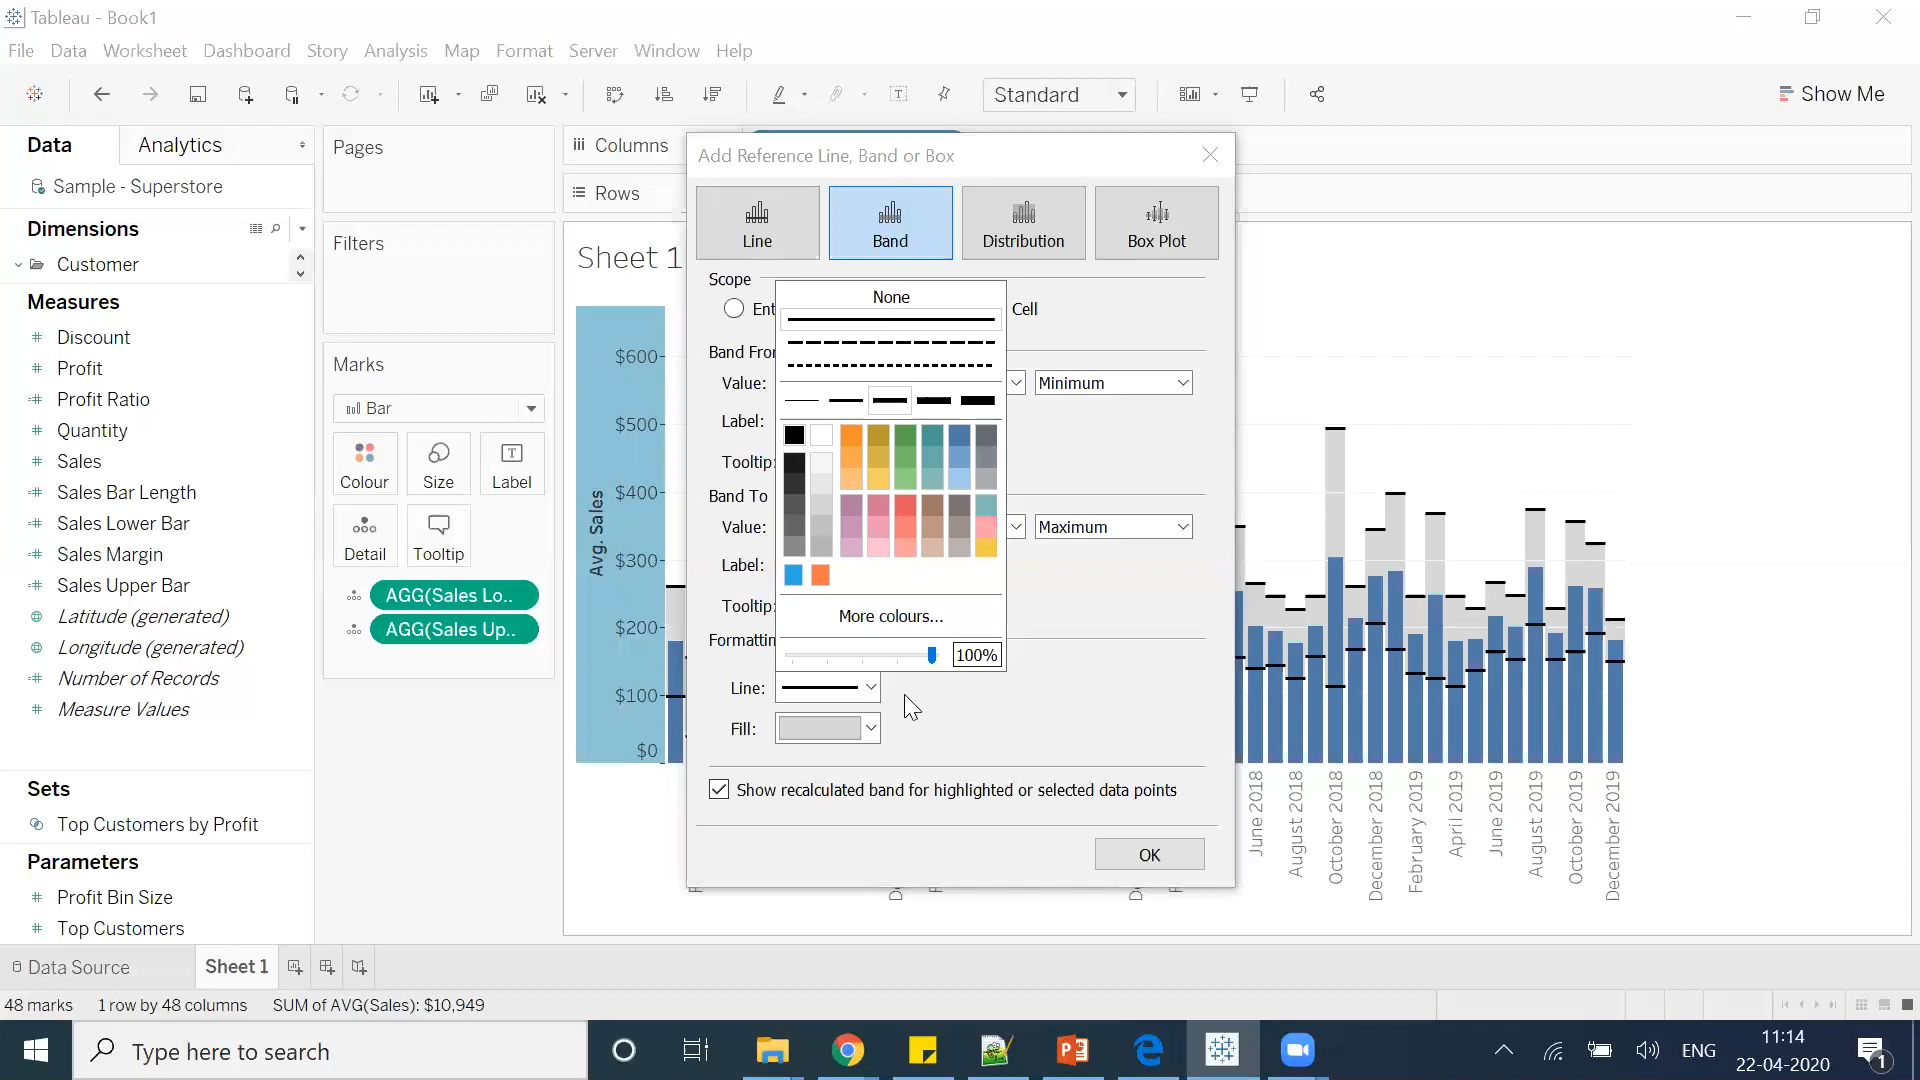 Tableau - Book1
File Data Worksheet Dashboard Story Analysis Map Format Server Window Help
Standard
Show Me
Data
Analytics
Sample - Superstore
Dimensions
Customer
Measures
Discount
Profit
Profit Ratio
Quantity
Sales
Sales Bar Length
Sales Lower Bar
Sales Margin
Sales Upper Bar
Latitude (generated)
Longitude (generated)
Number of Records
Measure Values
Sets
Top Customers by Profit
Parameters
Profit Bin Size
Top Customers
Pages
Filters
Marks
Bar
Colour
Size
Label
Detail
Tooltip
AGG(Sales Lo..
AGG(Sales Up..
Columns
Rows
Sheet 1
Avg. Sales
$600
$500
$400
$300
$200
$100
$0
Add Reference Line, Band or Box
Line
Band
Distribution
Box Plot
Scope
Ent
Cell
Band Fror
Value:
Minimum
Label:
Tooltip:
Band To
Value:
Maximum
Label:
Tooltip:
Formattin
None
More colours...
100%
Line:
Fill:
Show recalculated band for highlighted or selected data points
OK
June 2018
August 2018
October 2018
December 2018
February 2019
April 2019
June 2019
August 2019
October 2019
December 2019
Data Source
Sheet 1
48 marks
1 row by 48 columns
SUM of AVG(Sales): $10,949
Type here to search
ENG
11:14
22-04-2020
1